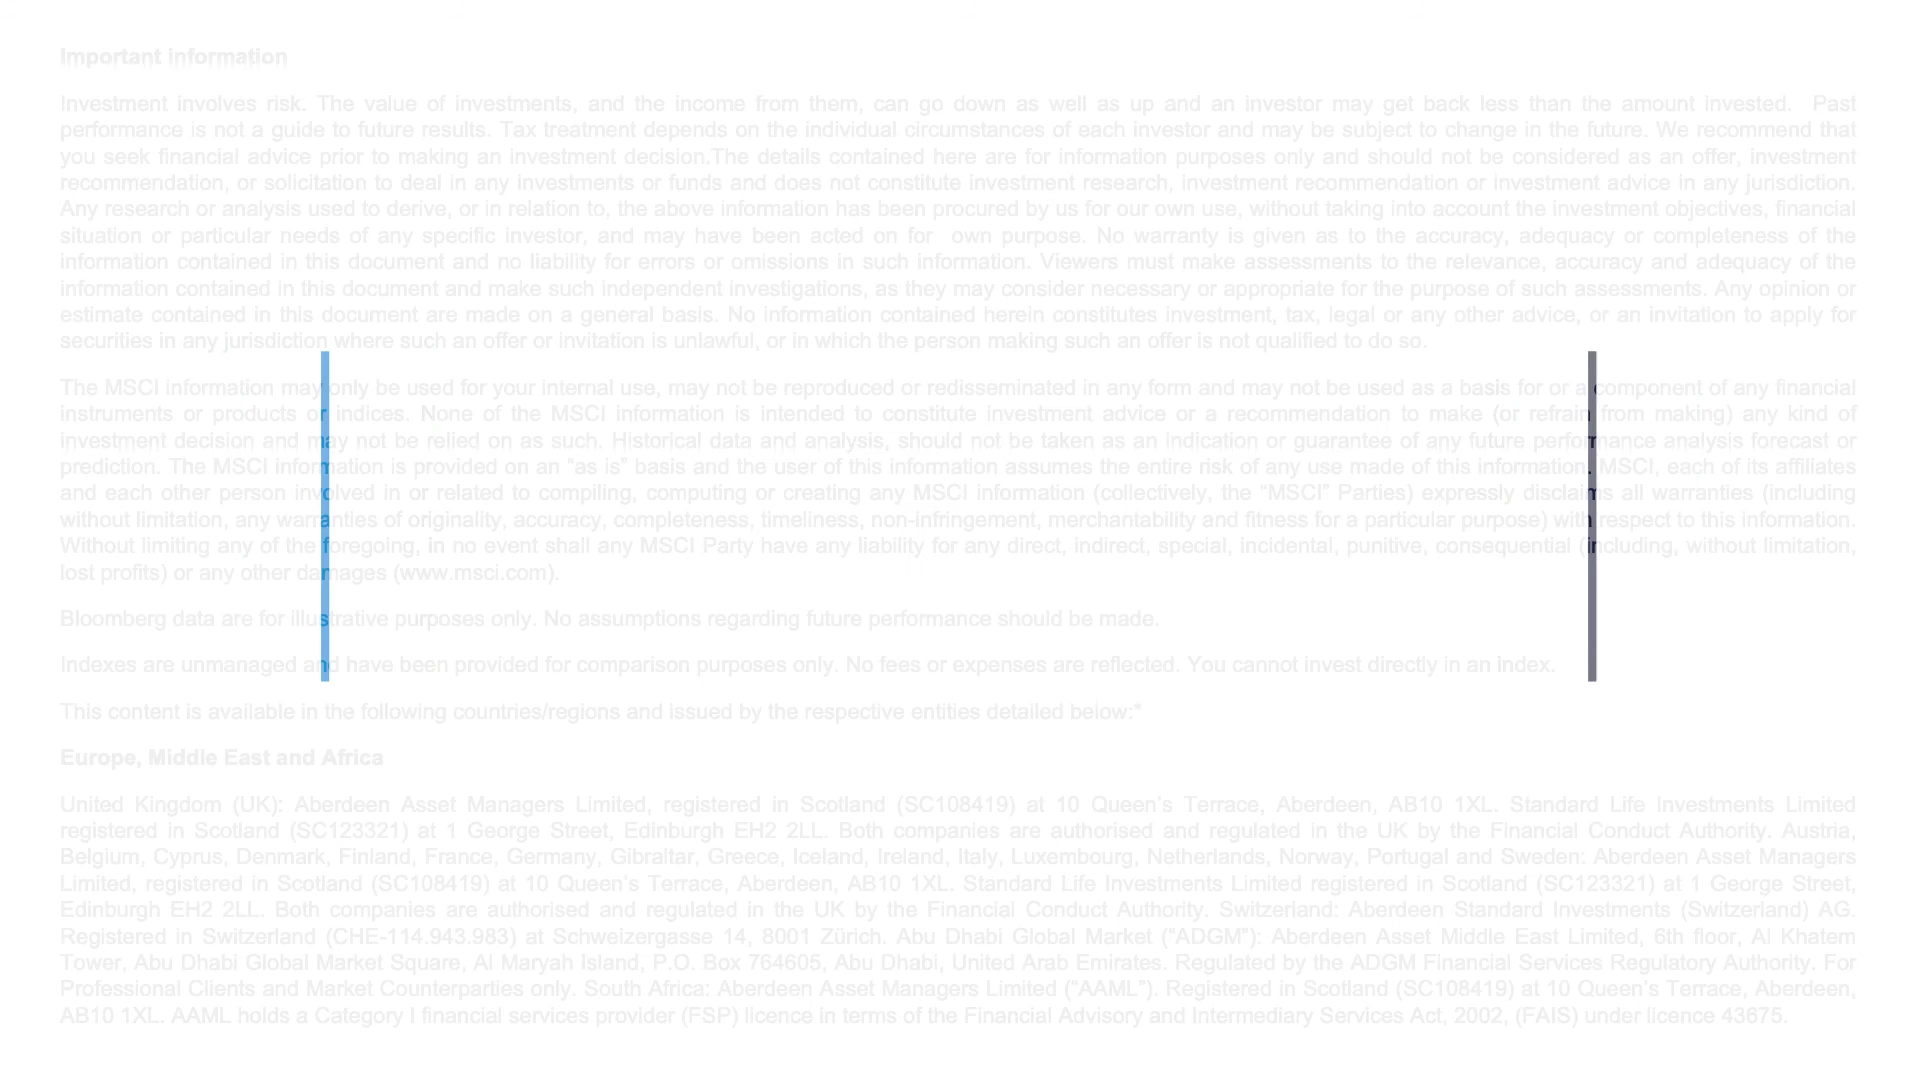 Important information
Investment involves risk. The value of investments, and the income from them, can go down as well as up and an investor may get back less than the amount invested. Past
performance is not a guide to future results. Tax treatment depends on the individual circumstances of each investor and may be subject to change in the future. We recommend that
you seek financial advice prior to making an investment decision.The details contained here are for information purposes only and should not be considered as an offer, investment
recommendation, or solicitation to deal in any investments or funds and does not constitute investment research, investment recommendation or investment advice in any jurisdiction.
Any research or analysis used to derive, or in relation to, the above information has been procured by us for our own use, without taking into account the investment objectives, financial
situation or particular needs of any specific investor, and may have been acted on for own purpose. No warranty is given as to the accuracy, adequacy or completeness of the
information contained in this document and no liability for errors or omissions in such information. Viewers must make assessments to the relevance, accuracy and adequacy of the
information contained in this document and make such independent investigations, as they may consider necessary or appropriate for the purpose of such assessments. Any opinion or
estimate contained in this document are made on a general basis. No information contained herein constitutes investment, tax, legal or any other advice, or an invitation to apply for
securities in any jurisdiction where such an offer or invitation is unlawful, or in which the person making such an offer is not qualified to do so.
The MSCI information may only be used for your internal use, may not be reproduced or redisseminated in any form and may not be used as a basis for or a component of any financial
instruments or products or indices. None of the MSCI information is intended to constitute investment advice or a recommendation to make (or refrain from making) any kind of
investment decision and may not be relied on as such. Historical data and analysis, should not be taken as an indication or guarantee of any future performance analysis forecast or
prediction. The MSCI information is provided on an “as is” basis and the user of this information assumes the entire risk of any use made of this information. MSCI, each of its affiliates
and each other person involved in or related to compiling, computing or creating any MSCI information (collectively, the “MSCI” Parties) expressly disclaims all warranties (including
without limitation, any warranties of originality, accuracy, completeness, timeliness, non-infringement, merchantability and fitness for a particular purpose) with respect to this information.
Without limiting any of the foregoing, in no event shall any MSCI Party have any liability for any direct, indirect, special, incidental, punitive, consequential (including, without limitation,
lost profits) or any other damages (www.msci.com).
Bloomberg data are for illustrative purposes only. No assumptions regarding future performance should be made.
Indexes are unmanaged and have been provided for comparison purposes only. No fees or expenses are reflected. You cannot invest directly in an index.
This content is available in the following countries/regions and issued by the respective entities detailed below:*
Europe, Middle East and Africa
United Kingdom (UK): Aberdeen Asset Managers Limited, registered in Scotland (SC108419) at 10 Queen’s Terrace, Aberdeen, AB10 1XL. Standard Life Investments Limited
registered in Scotland (SC123321) at 1 George Street, Edinburgh EH2 2LL. Both companies are authorised and regulated in the UK by the Financial Conduct Authority. Austria,
Belgium, Cyprus, Denmark, Finland, France, Germany, Gibraltar, Greece, Iceland, Ireland, Italy, Luxembourg, Netherlands, Norway, Portugal and Sweden: Aberdeen Asset Managers
Limited, registered in Scotland (SC108419) at 10 Queen’s Terrace, Aberdeen, AB10 1XL. Standard Life Investments Limited registered in Scotland (SC123321) at 1 George Street,
Edinburgh EH2 2LL. Both companies are authorised and regulated in the UK by the Financial Conduct Authority. Switzerland: Aberdeen Standard Investments (Switzerland) AG.
Registered in Switzerland (CHE-114.943.983) at Schweizergasse 14, 8001 Zürich. Abu Dhabi Global Market (“ADGM”): Aberdeen Asset Middle East Limited, 6th floor, Al Khatem
Tower, Abu Dhabi Global Market Square, Al Maryah Island, P.O. Box 764605, Abu Dhabi, United Arab Emirates. Regulated by the ADGM Financial Services Regulatory Authority. For
Professional Clients and Market Counterparties only. South Africa: Aberdeen Asset Managers Limited (“AAML”). Registered in Scotland (SC108419) at 10 Queen’s Terrace, Aberdeen,
AB10 1XL. AAML holds a Category I financial services provider (FSP) licence in terms of the Financial Advisory and Intermediary Services Act, 2002, (FAIS) under licence 43675.